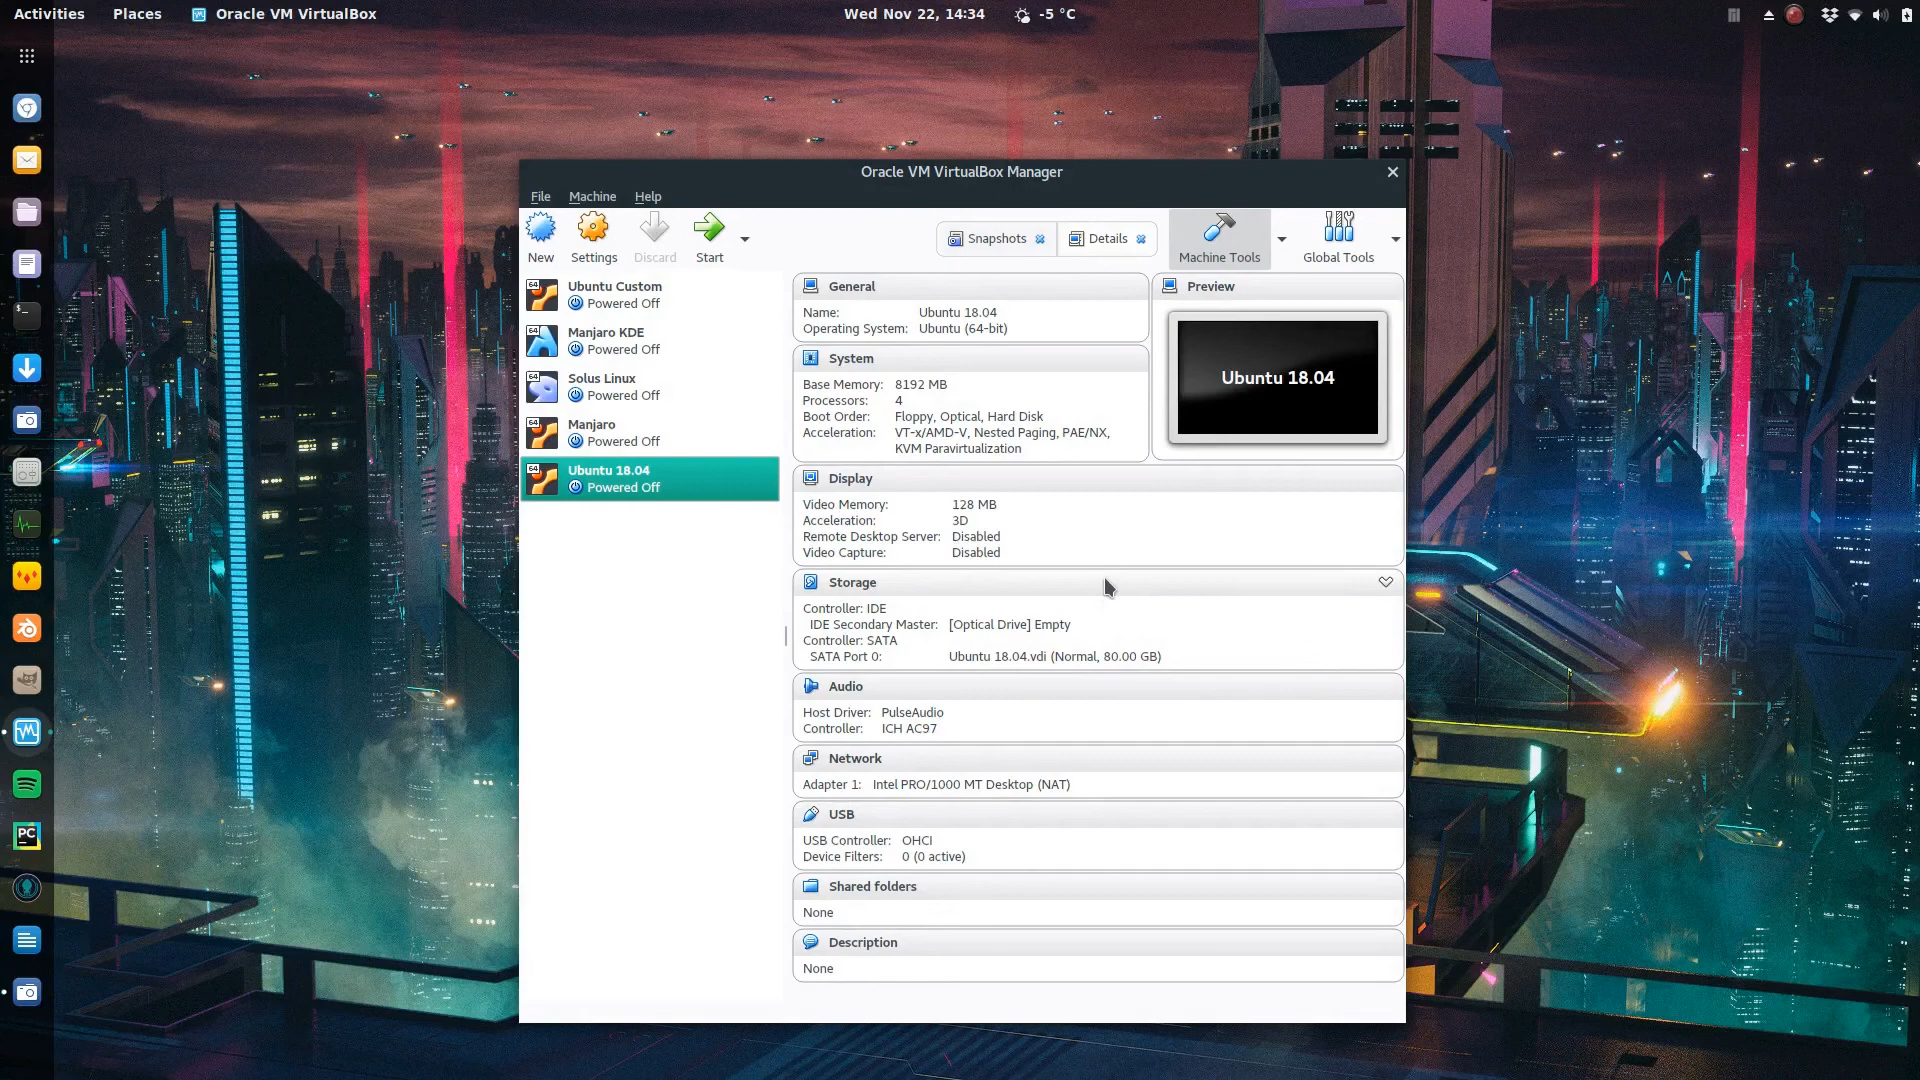 Activities Places Oracle VM VirtualBox Wed Nov 22, 14:34 -5 °C
Oracle VM VirtualBox Manager
File Machine Help
New Settings Discard Start Snapshots Details Machine Tools Global Tools
64 Ubuntu Custom
Powered Off
64 Manjaro KDE
Powered Off
64 Solus Linux
Powered Off
64 Manjaro
Powered Off
64 Ubuntu 18.04
Powered Off
General
Name: Ubuntu 18.04
Operating System: Ubuntu (64-bit)
Preview
Ubuntu 18.04
System
Base Memory: 8192 MB
Processors: 4
Boot Order: Floppy, Optical, Hard Disk
Acceleration: VT-x/AMD-V, Nested Paging, PAE/NX,
KVM Paravirtualization
Display
Video Memory: 128 MB
Acceleration: 3D
Remote Desktop Server: Disabled
Video Capture: Disabled
Storage
Controller: IDE
IDE Secondary Master: [Optical Drive] Empty
Controller: SATA
SATA Port 0: Ubuntu 18.04.vdi (Normal, 80.00 GB)
Audio
Host Driver: PulseAudio
Controller: ICH AC97
Network
Adapter 1: Intel PRO/1000 MT Desktop (NAT)
USB
USB Controller: OHCI
Device Filters: 0 (0 active)
Shared folders
None
Description
None
PC